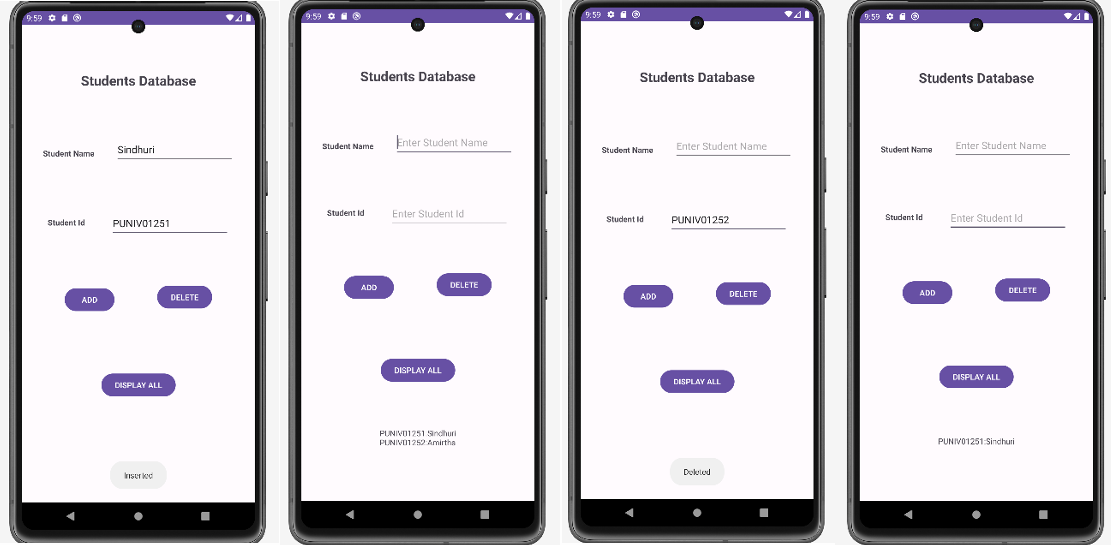 9:59
Students Database
Student Name Sindhuri
Student Id PUNIV01251
ADD DELETE
DISPLAY ALL
Inserted
9:59
Students Database
Student Name Enter Student Name
Student Id Enter Student Id
ADD DELETE
DISPLAY ALL
PUNIV01251:Sindhuri
PUNIV01252:Amirtha
9:59
Students Database
Student Name Enter Student Name
Student Id PUNIV01252
ADD DELETE
DISPLAY ALL
Deleted
9:59
Students Database
Student Name Enter Student Name
Student Id Enter Student Id
ADD DELETE
DISPLAY ALL
PUNIV01251:Sindhuri